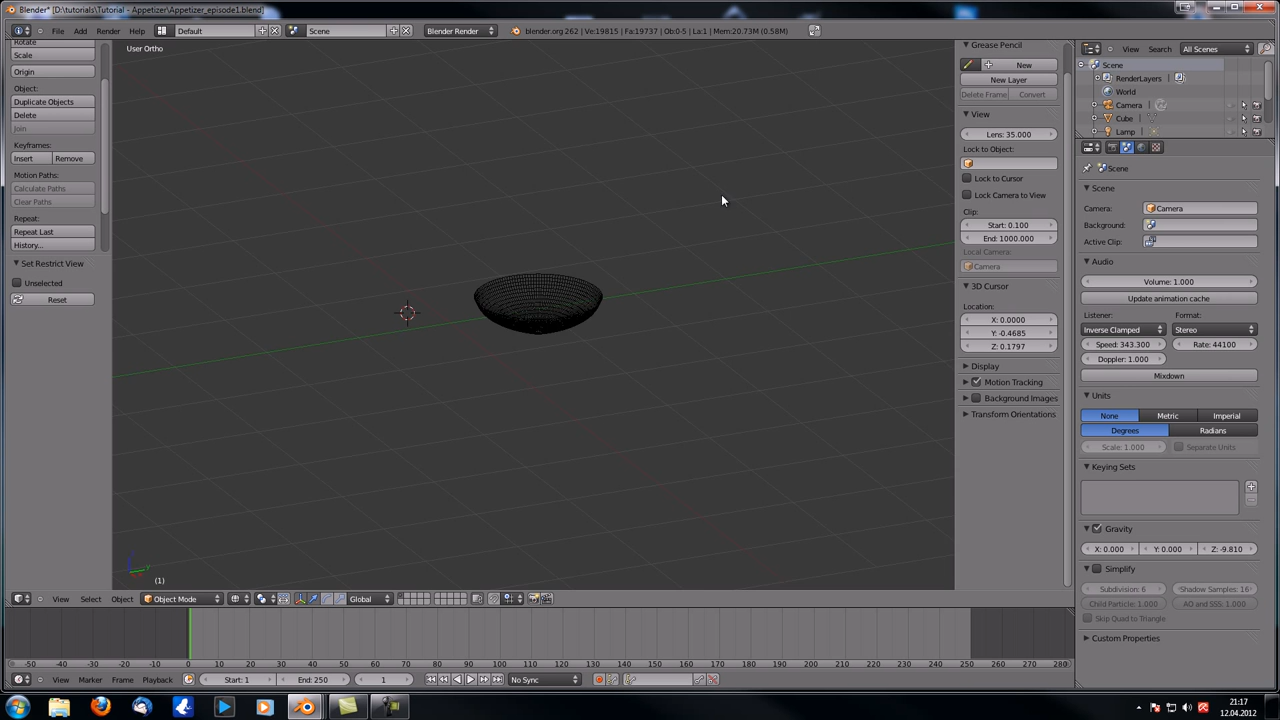 Blender* [D:\tutorials\Tutorial - Appetizer\Appetizer_episode1.blend]
File Add Render Help Default Scene Blender Render blender.org 262 | Ve:19815 | Fa:19737 | Ob:0-5 | La:1 | Mem:20.73M (0.58M)
Rotate
Scale
Origin
Object:
Duplicate Objects
Delete
Join
Keyframes:
Insert Remove
Motion Paths:
Calculate Paths
Clear Paths
Repeat:
Repeat Last
History...
Set Restrict View
Unselected
Reset
User Ortho
(1)
Grease Pencil
New
New Layer
Delete Frame Convert
View
Lens: 35.000
Lock to Object:
Lock to Cursor
Lock Camera to View
Clip:
Start: 0.100
End: 1000.000
Local Camera:
Camera
3D Cursor
Location:
X: 0.0000
Y: -0.4685
Z: 0.1797
Display
Motion Tracking
Background Images
Transform Orientations
View Search All Scenes
Scene
RenderLayers
World
Camera
Cube
Lamp
Scene
Scene
Camera: Camera
Background:
Active Clip:
Audio
Volume: 1.000
Update animation cache
Listener: Format:
Inverse Clamped Stereo
Speed: 343.300 Rate: 44100
Doppler: 1.000
Mixdown
Units
None Metric Imperial
Degrees Radians
Scale: 1.000 Separate Units
Keying Sets
Gravity
X: 0.000 Y: 0.000 Z: -9.810
Simplify
Subdivision: 6 Shadow Samples: 16
Child Particle: 1.000 AO and SSS: 1.000
Skip Quad to Triangle
Custom Properties
View Select Object Object Mode Global
-50 -40 -30 -20 -10 0 10 20 30 40 50 60 70 80 90 100 110 120 130 140 150 160 170 180 190 200 210 220 230 240 250 260 270 280
View Marker Frame Playback Start: 1 End: 250 1 No Sync
21:17
12.04.2012